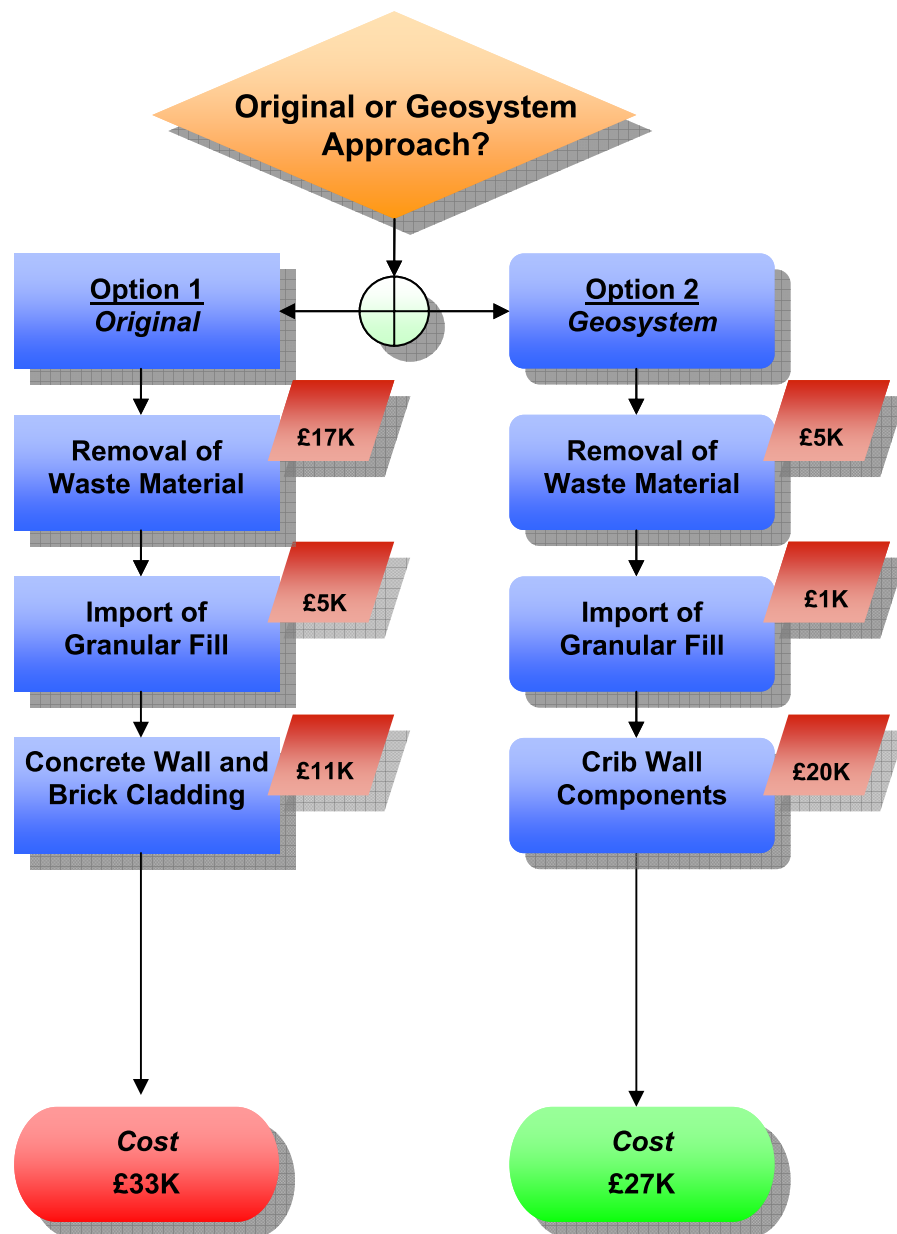 Original or Geosystem
Approach?
Option 1
Original
Option 2
Geosystem
Removal of
Waste Material
£17K
Removal of
Waste Material
£5K
Import of
Granular Fill
£5K
Import of
Granular Fill
£1K
Concrete Wall and
Brick Cladding
£11K
Crib Wall
Components
£20K
Cost
£33K
Cost
£27K